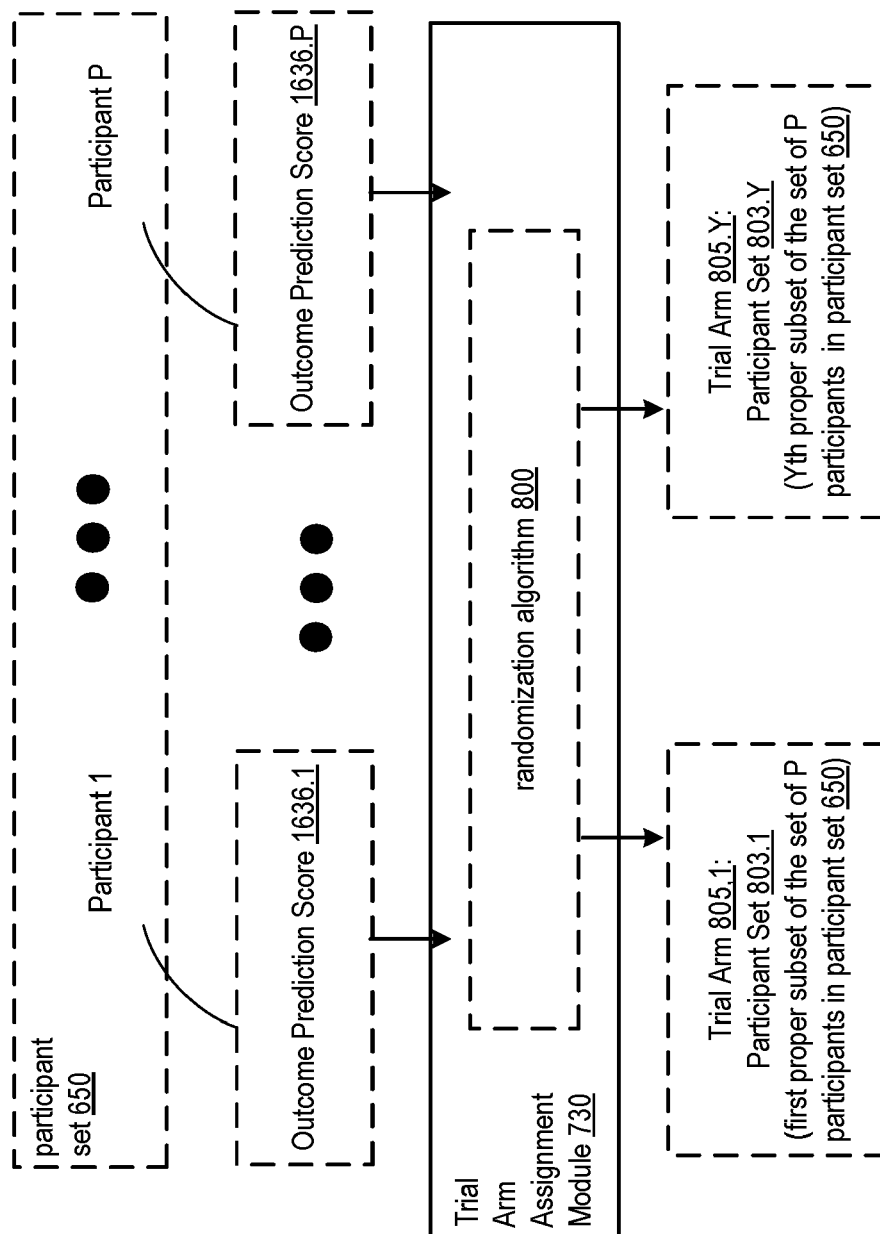 participant
set 650
Participant 1
Participant P
Outcome Prediction Score 1636.1
Outcome Prediction Score 1636.P
Trial
Arm
Assignment
Module 730
randomization algorithm 800
Trial Arm 805.1:
Participant Set 803.1
(first proper subset of the set of P
participants in participant set 650)
Trial Arm 805.Y:
Participant Set 803.Y
(Yth proper subset of the set of P
participants in participant set 650)